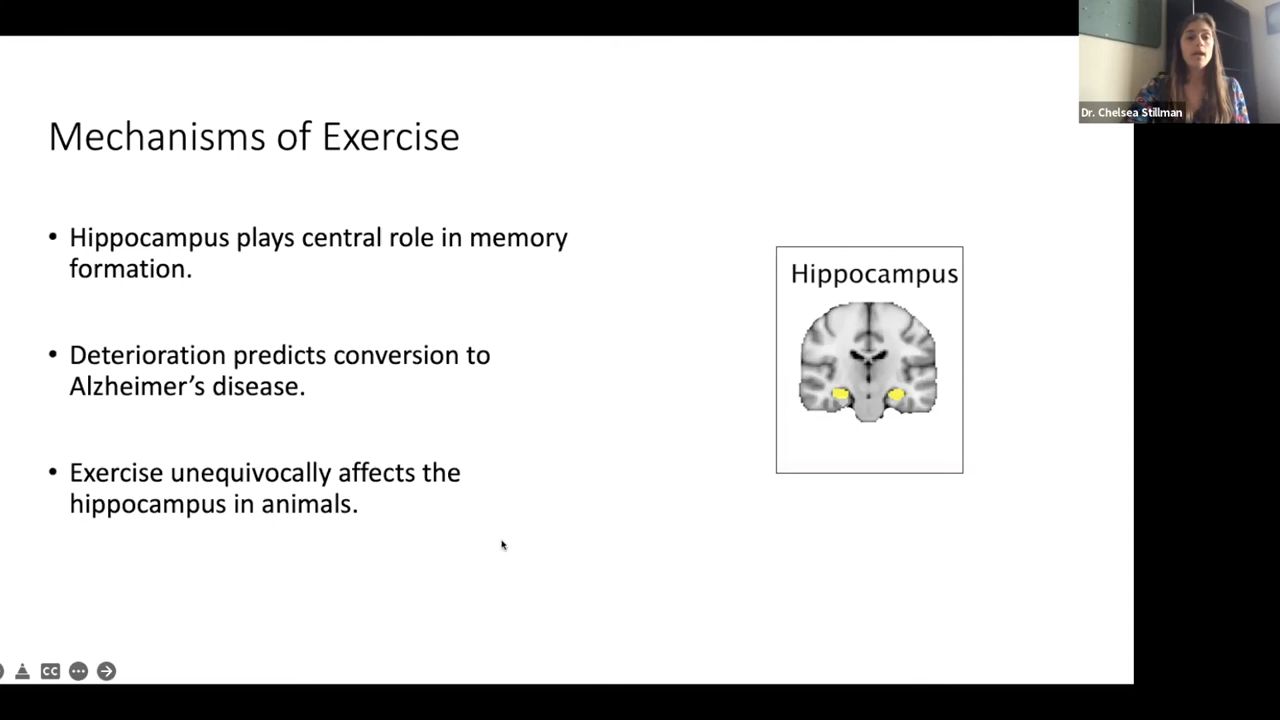 Dr. Chelsea Stillman
Mechanisms of Exercise
• Hippocampus plays central role in memory
formation.
• Deterioration predicts conversion to
Alzheimer’s disease.
• Exercise unequivocally affects the
hippocampus in animals.
Hippocampus
CC